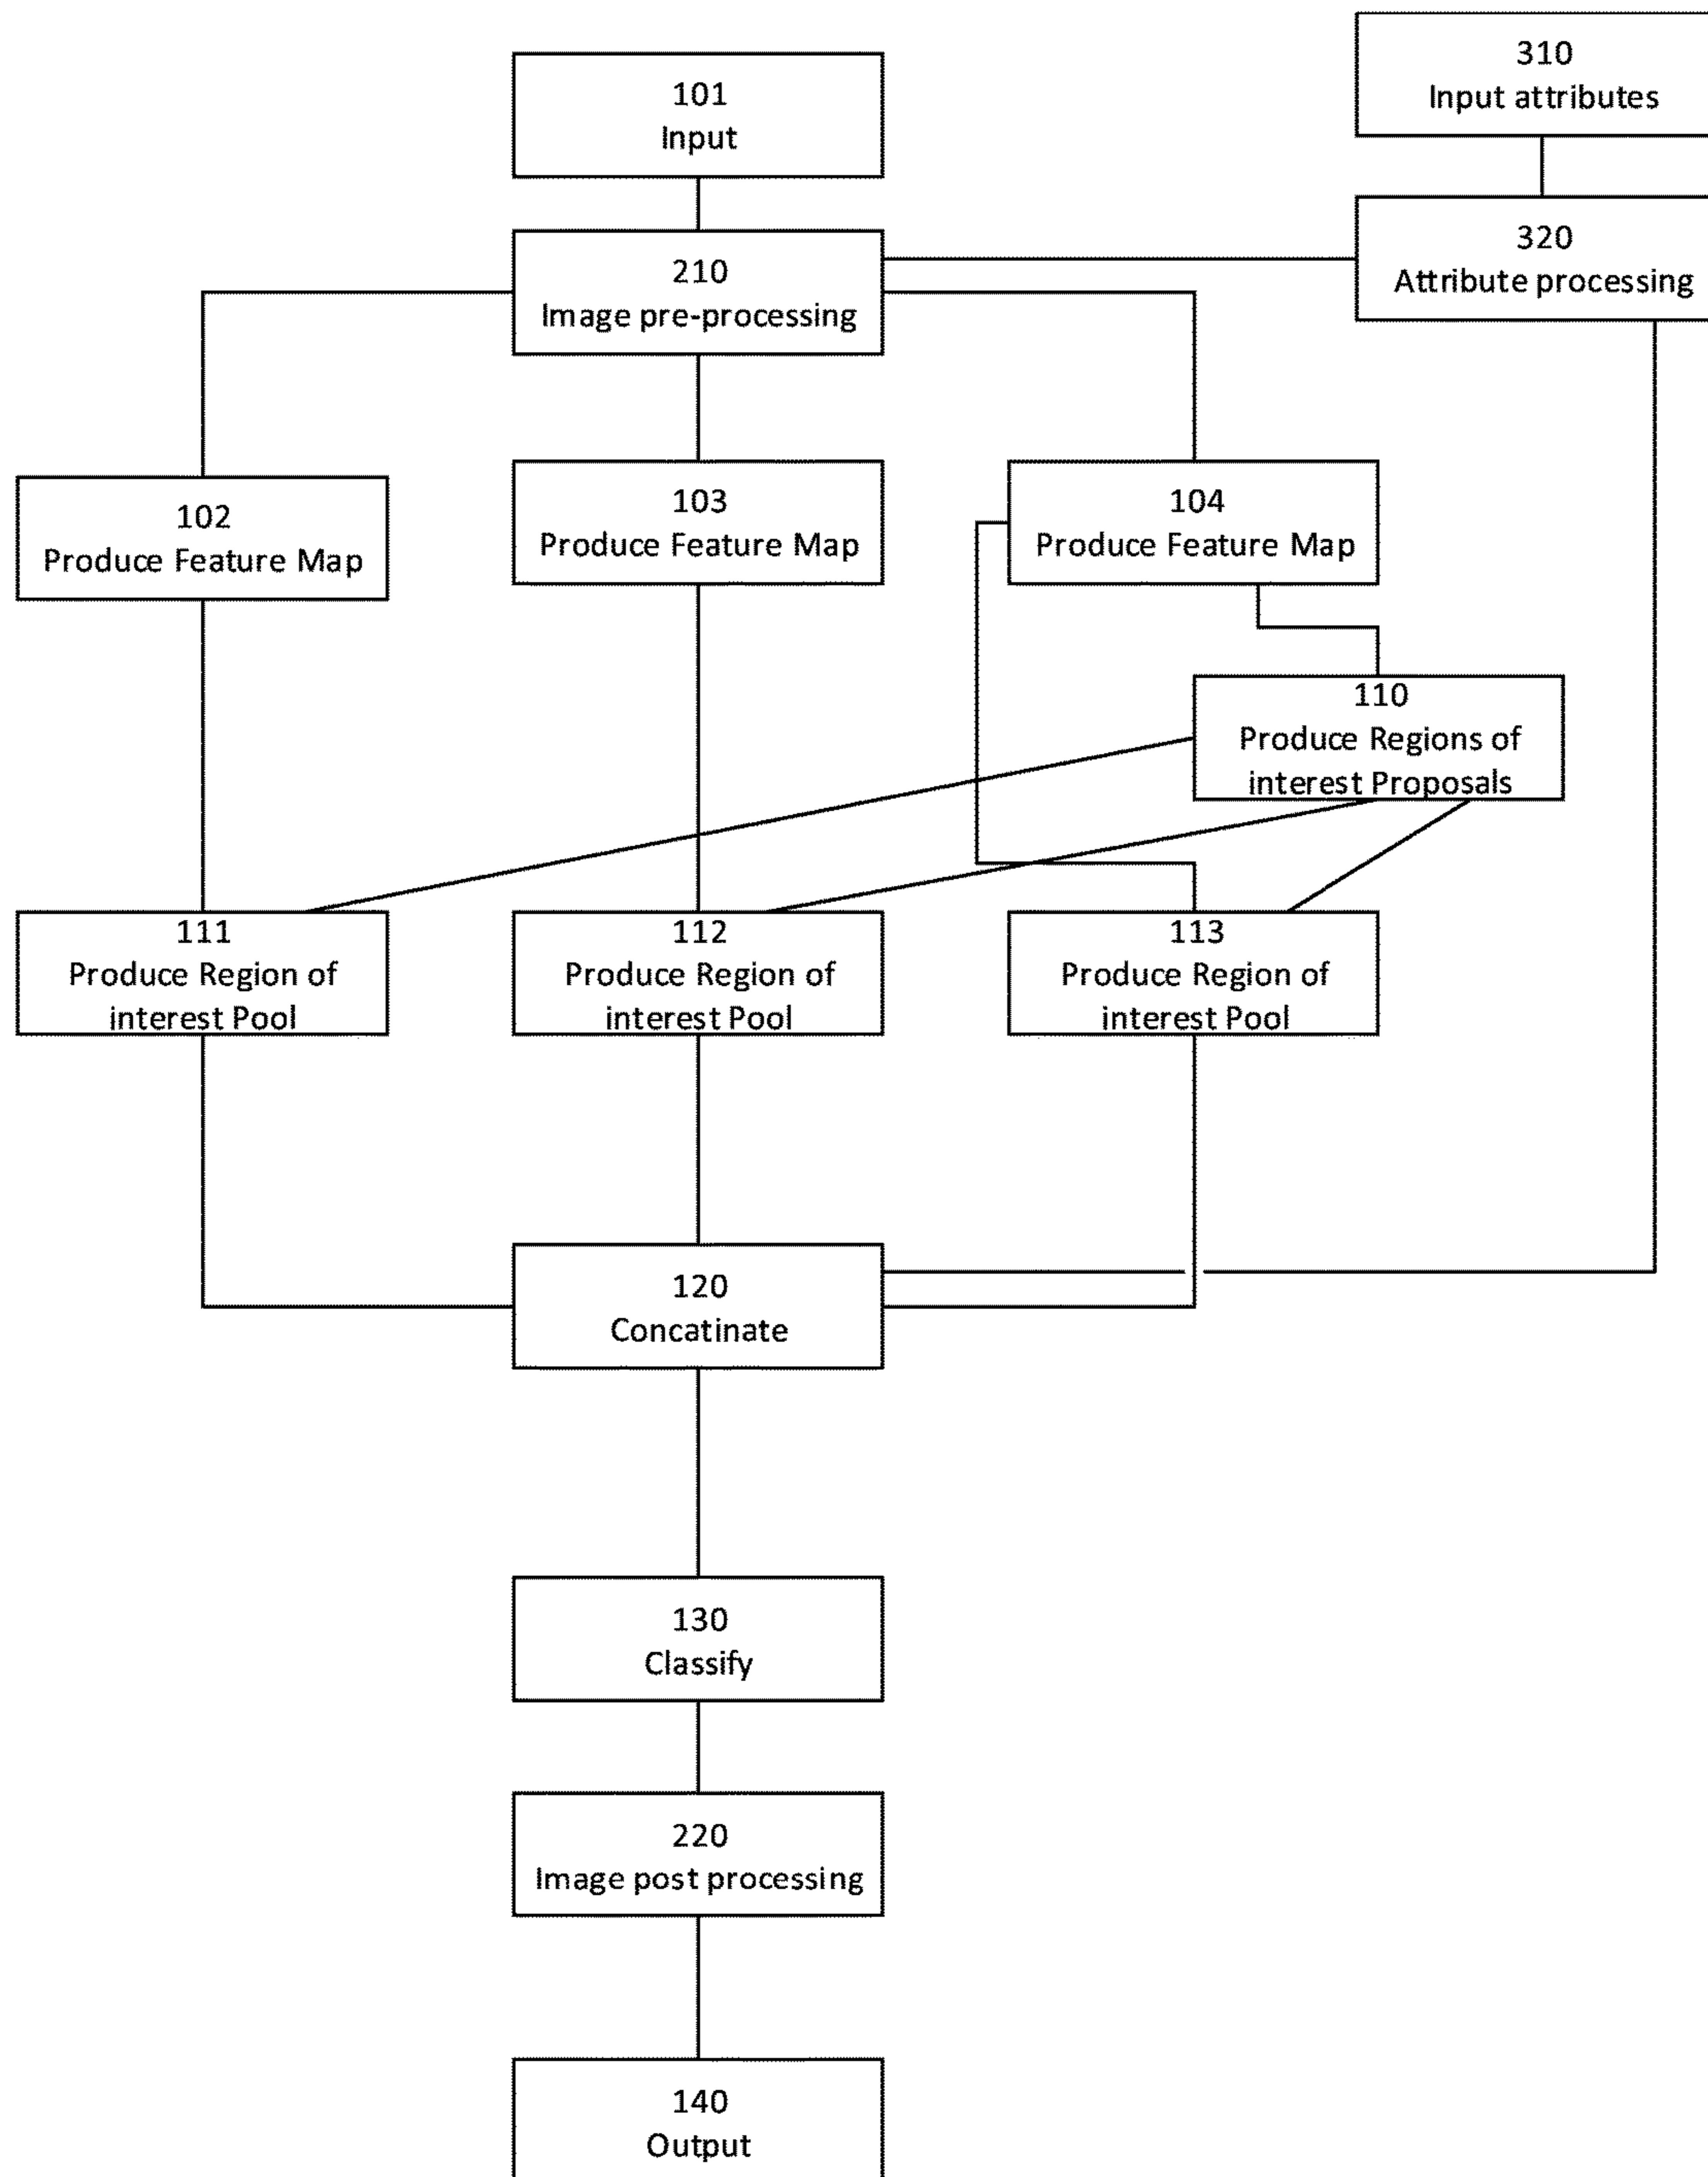 310
Input attributes
101
Input
320
Attribute processing
210
Image pre-processing
102
Produce Feature Map
103
Produce Feature Map
104
Produce Feature Map
110
Produce Regions of
interest Proposals
111
Produce Region of
interest Pool
112
Produce Region of
interest Pool
113
Produce Region of
interest Pool
120
Concatinate
130
Classify
220
Image post processing
140
Output